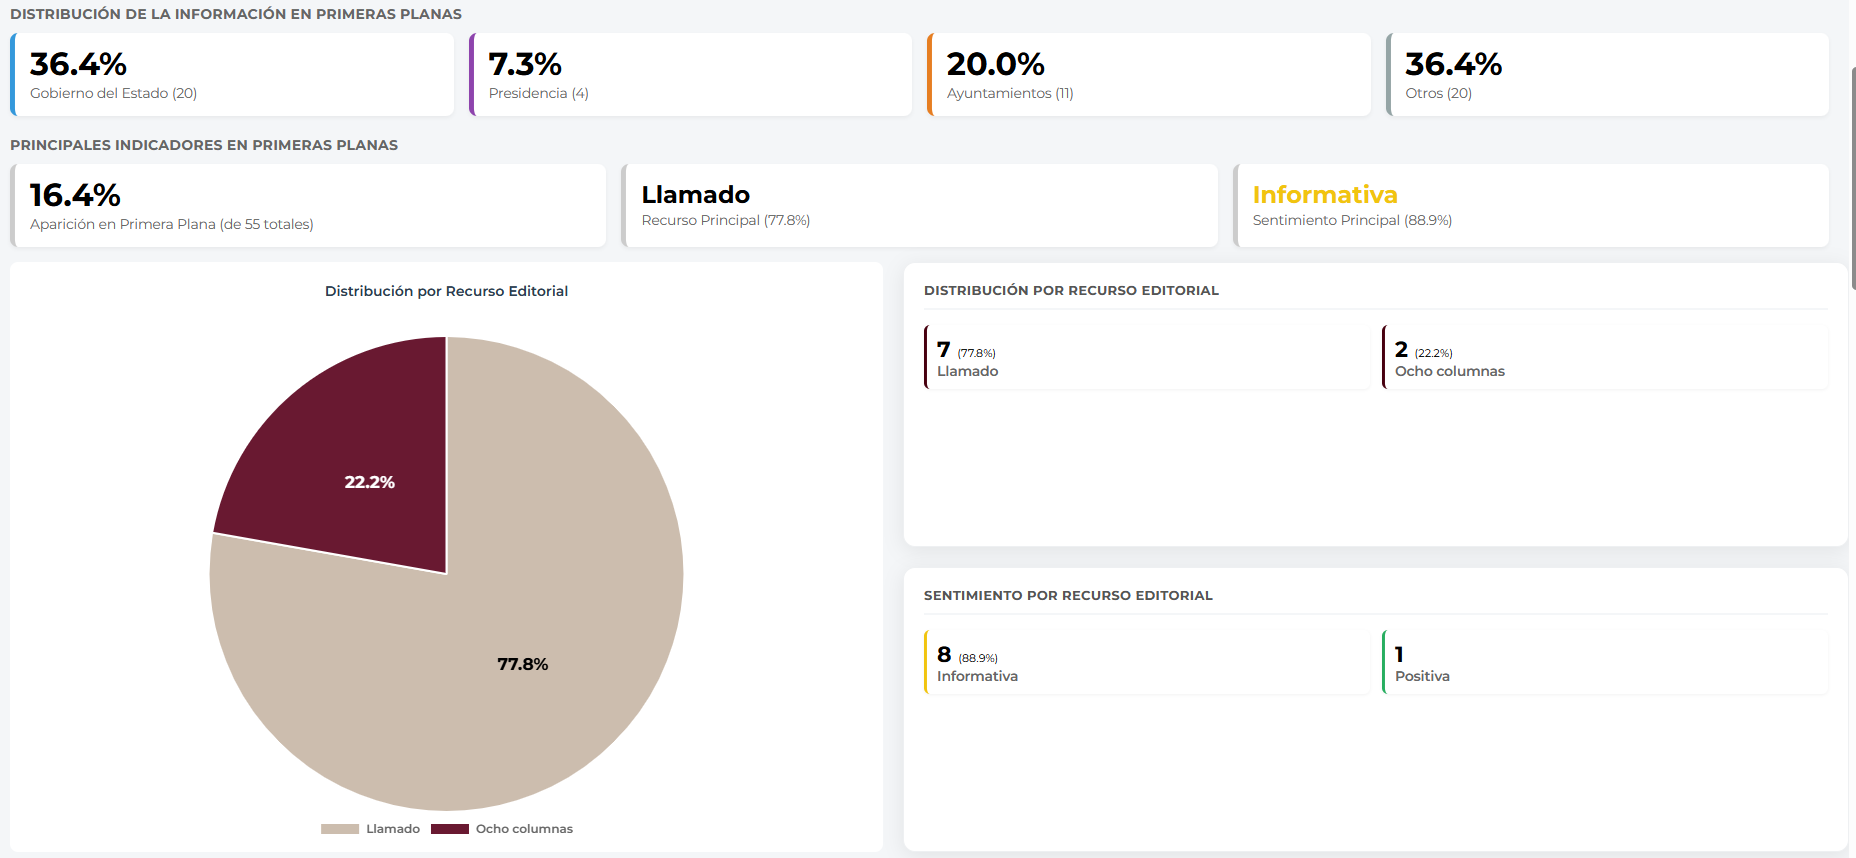 DISTRIBUCIÓN DE LA INFORMACIÓN EN PRIMERAS PLANAS
36.4%
Gobierno del Estado (20)
7.3%
Presidencia (4)
20.0%
Ayuntamientos (11)
36.4%
Otros (20)
PRINCIPALES INDICADORES EN PRIMERAS PLANAS
16.4%
Aparición en Primera Plana (de 55 totales)
Llamado
Recurso Principal (77.8%)
Informativa
Sentimiento Principal (88.9%)
Distribución por Recurso Editorial
22.2%
77.8%
Llamado
Ocho columnas
DISTRIBUCIÓN POR RECURSO EDITORIAL
7 (77.8%)
Llamado
2 (22.2%)
Ocho columnas
SENTIMIENTO POR RECURSO EDITORIAL
8 (88.9%)
Informativa
1
Positiva